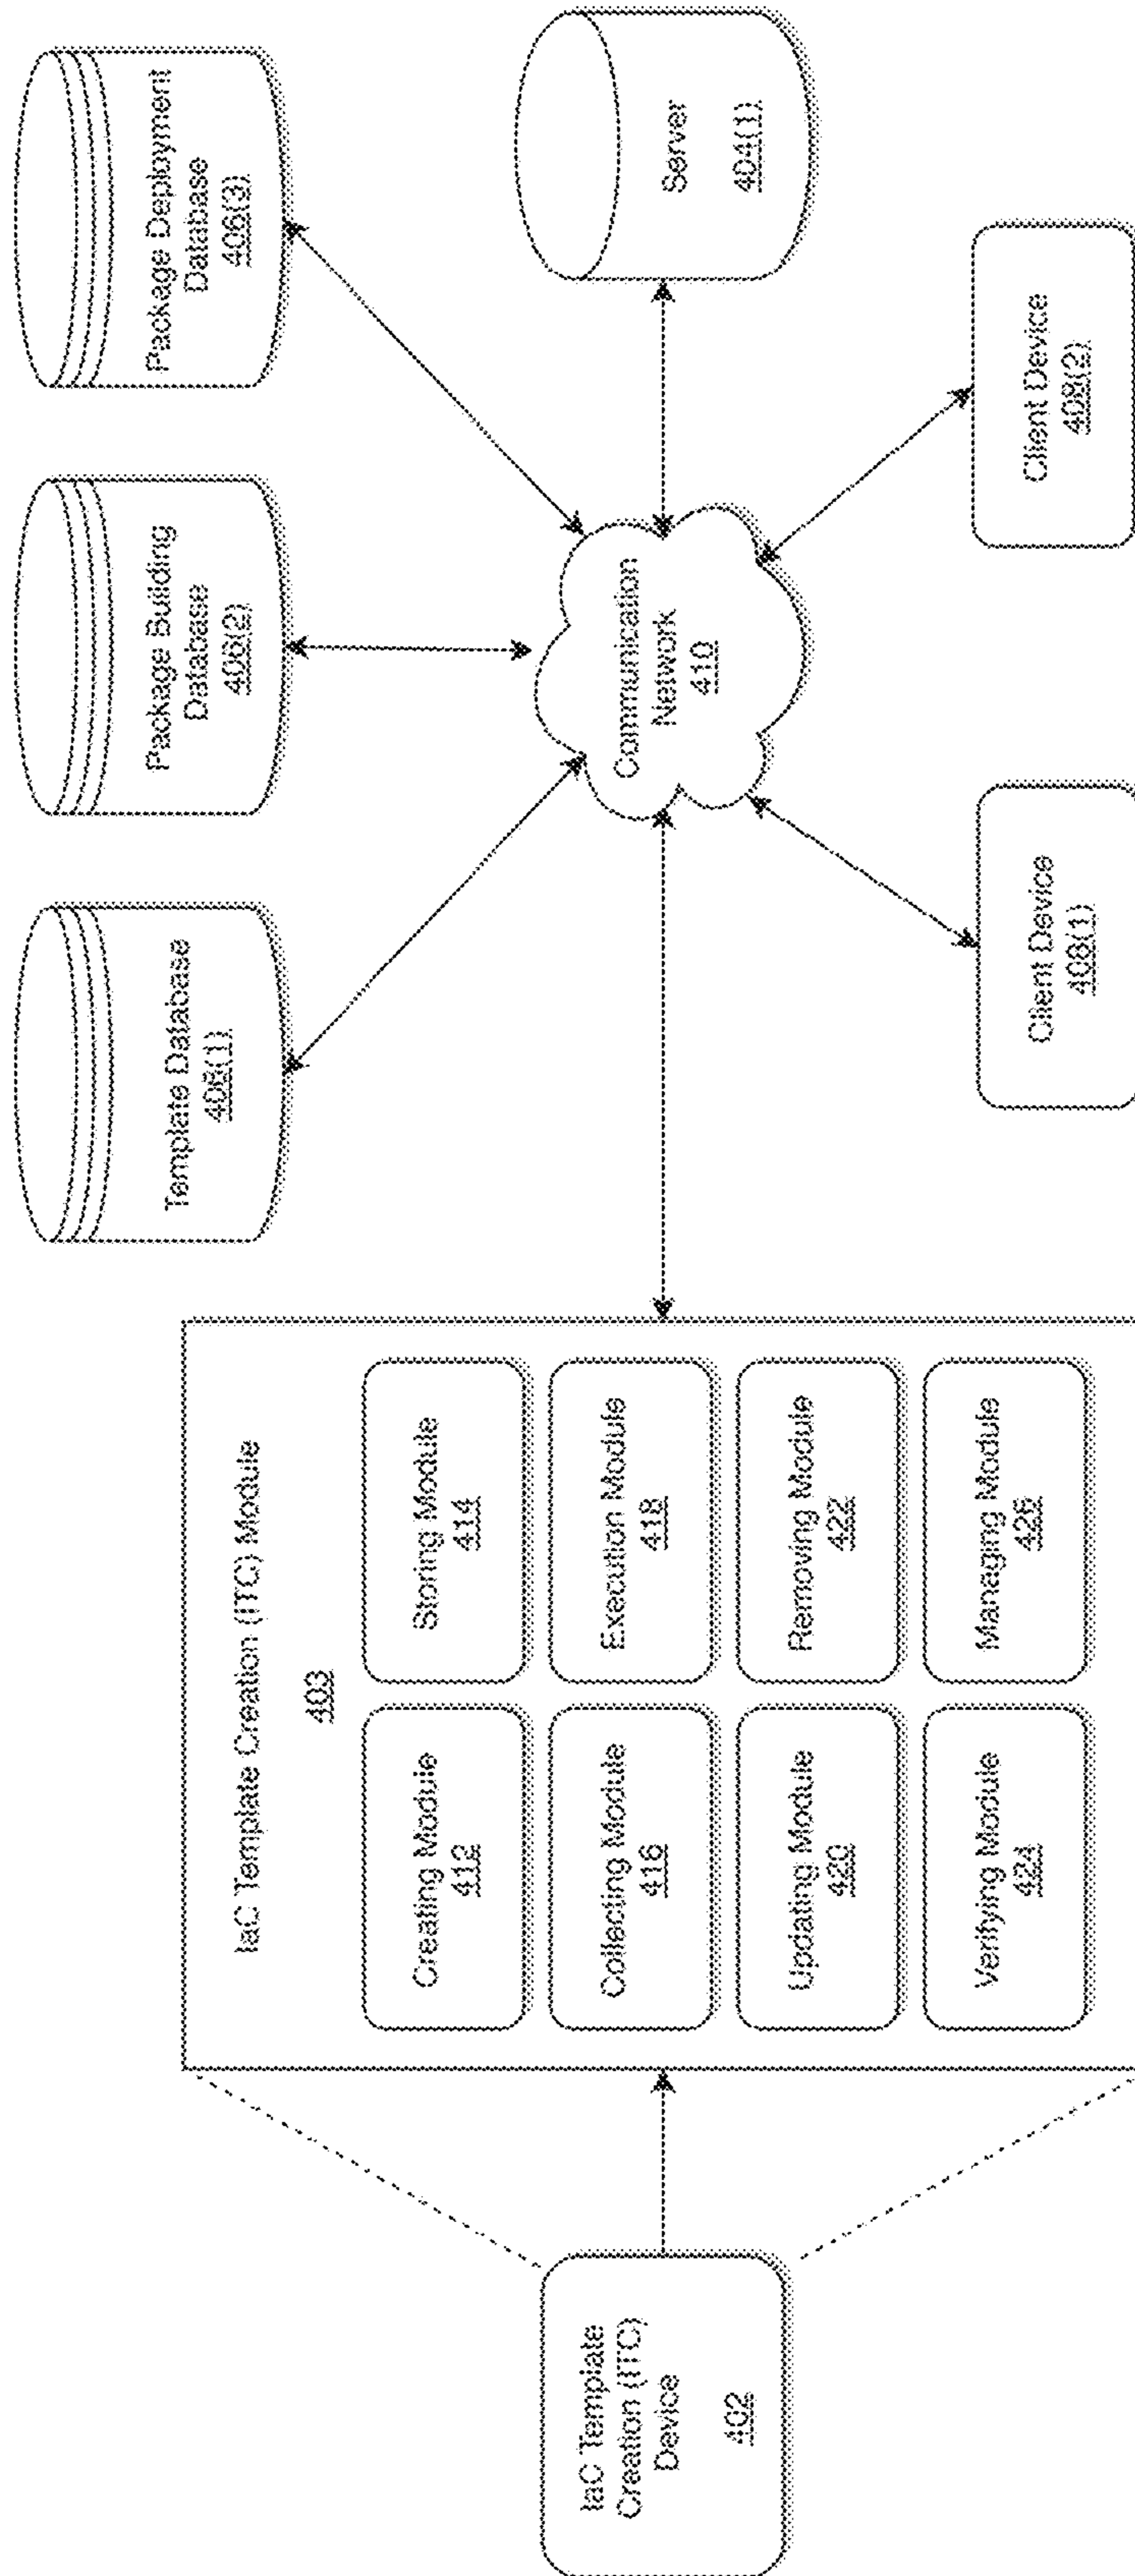 IaC Template
Creation (ITC)
Device
402
IaC Template Creation (ITC) Module
403
Creating Module
412
Storing Module
414
Collecting Module
416
Execution Module
418
Updating Module
420
Removing Module
422
Verifying Module
424
Managing Module
426
Template Database
406(1)
Package Building
Database
406(2)
Package Deployment
Database
406(3)
Communication
Network
410
Server
404(1)
Client Device
408(1)
Client Device
408(2)